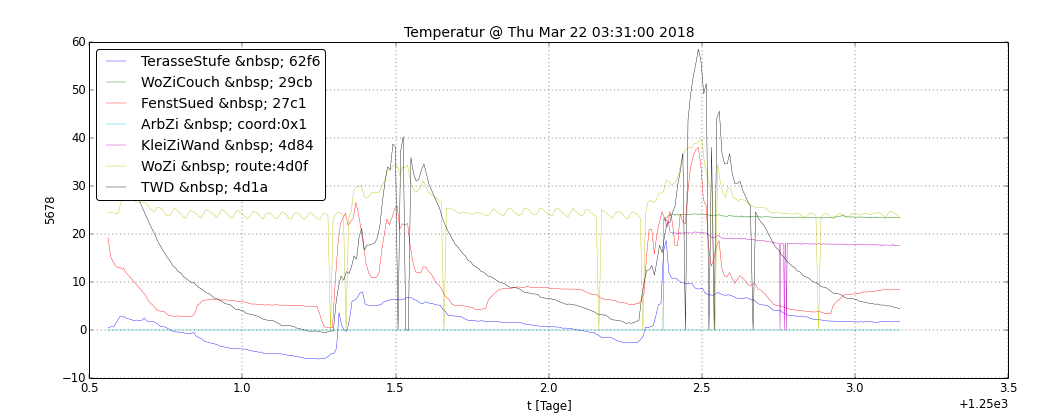 Temperatur @ Thu Mar 22 03:31:00 2018
60
50
40
30
20
10
0
−10
5678
TerasseStufe &nbsp; 62f6
WoZiCouch &nbsp; 29cb
FenstSued &nbsp; 27c1
ArbZi &nbsp; coord:0x1
KleiZiWand &nbsp; 4d84
WoZi &nbsp; route:4d0f
TWD &nbsp; 4d1a
0.5 1.0 1.5 2.0 2.5 3.0 3.5
t [Tage]
+1.25e3